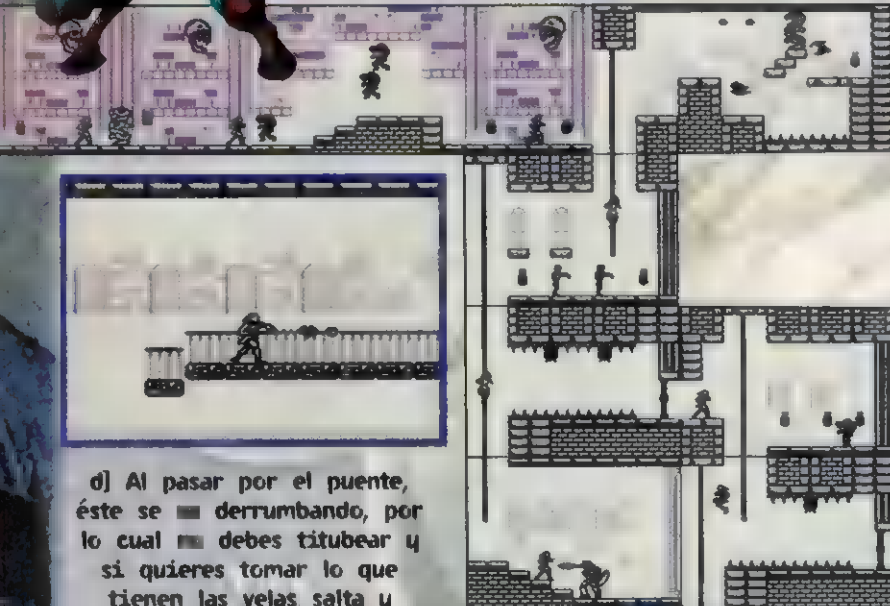 d] Al pasar por el puente,
éste se derrumbando, por
lo cual debes titubear y
si quieres tomar lo que
tienen las velas salta y